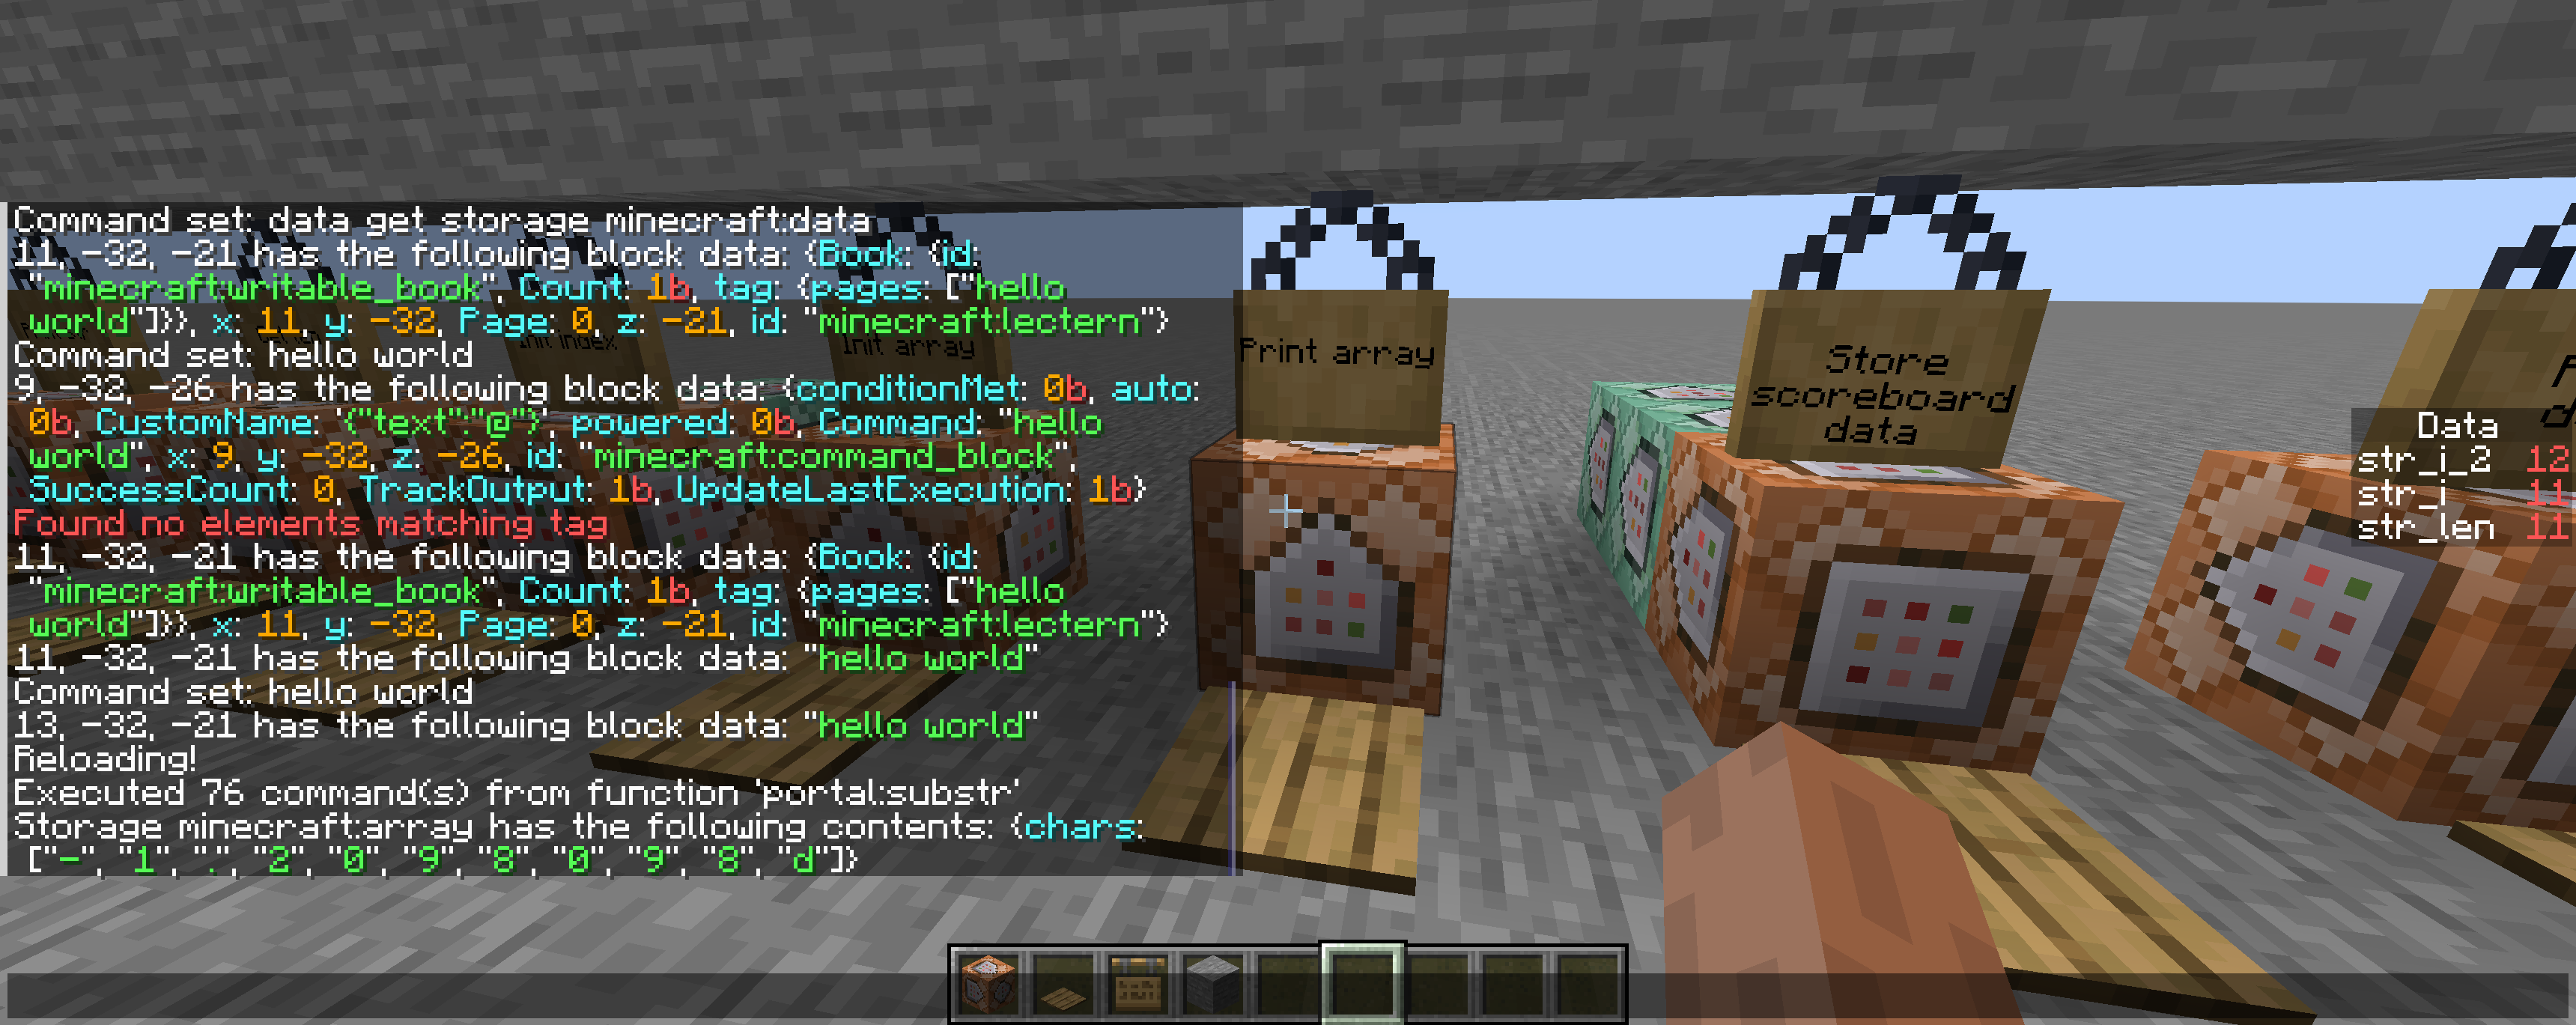 Command set: data get storage minecraft:data
11, -32, -21 has the following block data: {Book: {id:
"minecraft:writable_book", Count: 1b, tag: {pages: ["hello
world"]}}, x: 11, y: -32, Page: 0, z: -21, id: "minecraft:lectern"}
Command set: hello world
9, -32, -26 has the following block data: {conditionMet: 0b, auto:
0b, CustomName: '{"text":"@"}', powered: 0b, Command: "hello
world", x: 9, y: -32, z: -26, id: "minecraft:command_block",
SuccessCount: 0, TrackOutput: 1b, UpdateLastExecution: 1b}
Found no elements matching tag
11, -32, -21 has the following block data: {Book: {id:
"minecraft:writable_book", Count: 1b, tag: {pages: ["hello
world"]}}, x: 11, y: -32, Page: 0, z: -21, id: "minecraft:lectern"}
11, -32, -21 has the following block data: "hello world"
Command set: hello world
13, -32, -21 has the following block data: "hello world"
Reloading!
Executed 76 command(s) from function 'portal:substr'
Storage minecraft:array has the following contents: {chars:
["-", "1", ".", "2", "0", "9", "8", "0", "9", "8", "d"]}
Init index
Init array
Print array
Store
scoreboard
data
Data
str_i_2 12
str_i 11
str_len 11